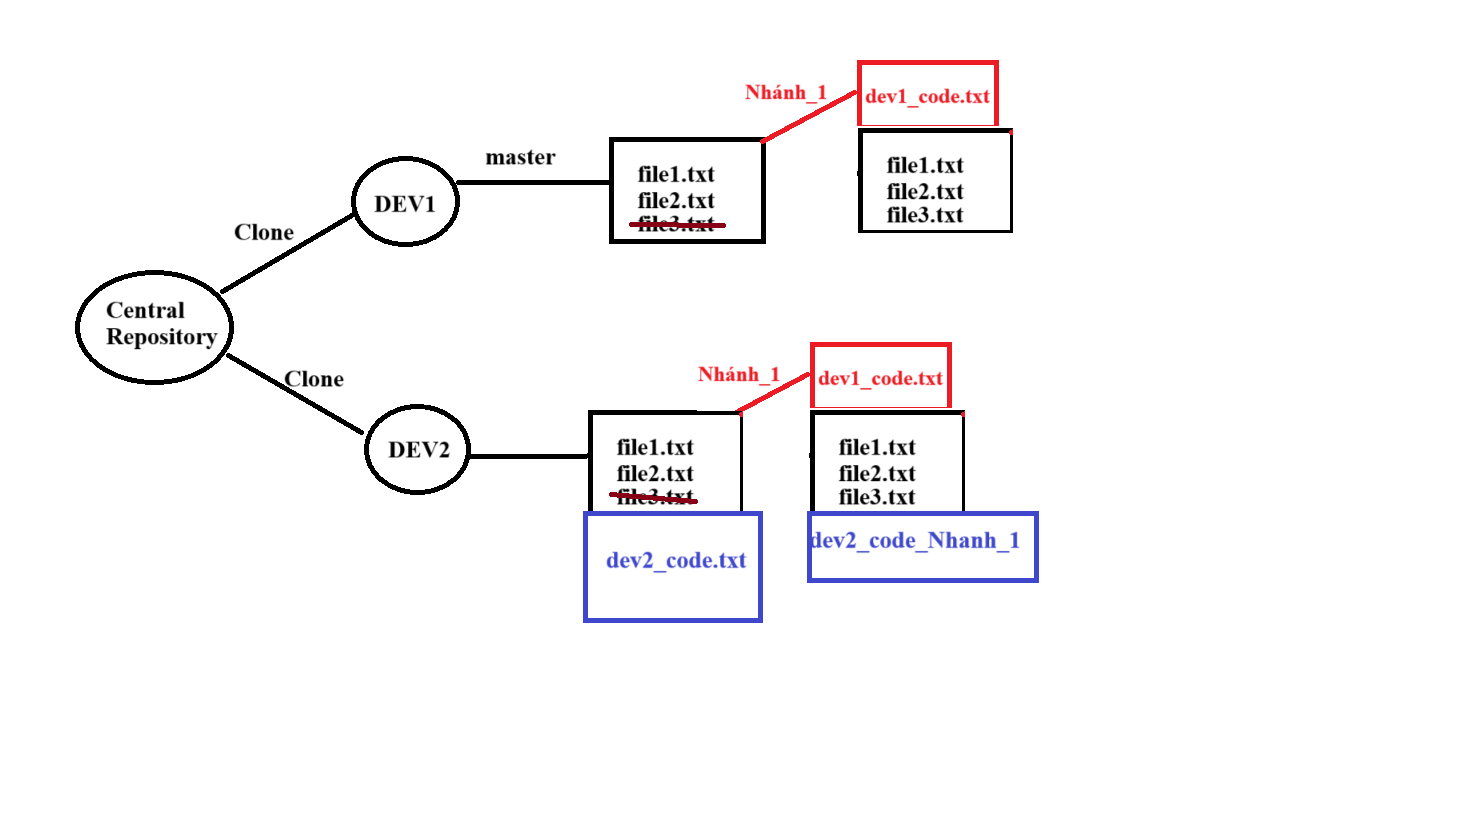 Nhánh_1
dev1_code.txt
master
file1.txt
file2.txt
file3.txt
file1.txt
file2.txt
file3.txt
DEV1
Clone
Central
Repository
Clone
Nhánh_1
dev1_code.txt
DEV2
file1.txt
file2.txt
file3.txt
file1.txt
file2.txt
file3.txt
dev2_code.txt
dev2_code_Nhanh_1